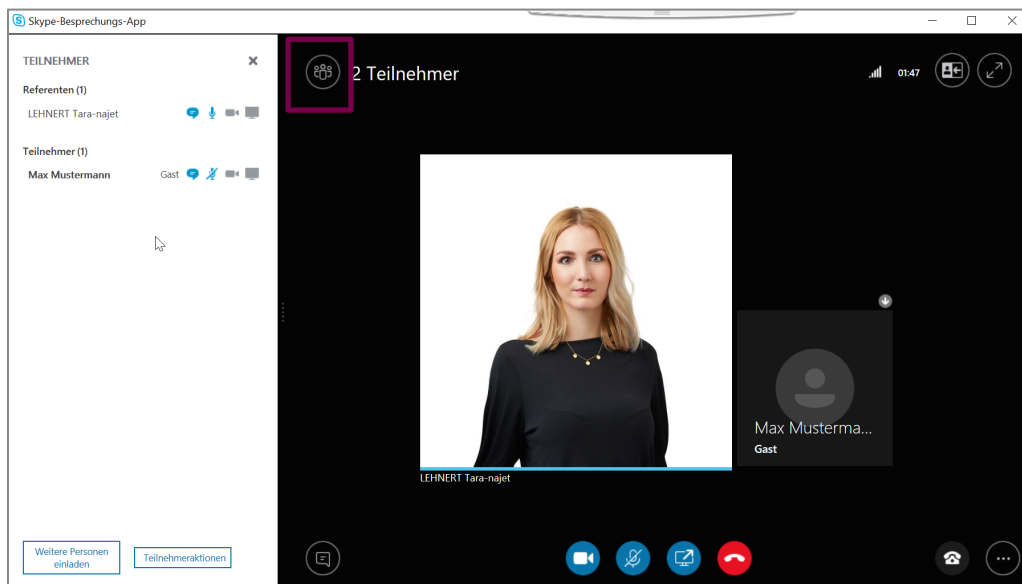 Skype-Besprechungs-App
TEILNEHMER
Referenten (1)
LEHNERT Tara-najet
Teilnehmer (1)
Max Mustermann Gast
Weitere Personen
einladen
Teilnehmeraktionen
2 Teilnehmer
01:47
LEHNERT Tara-najet
Max Musterma...
Gast